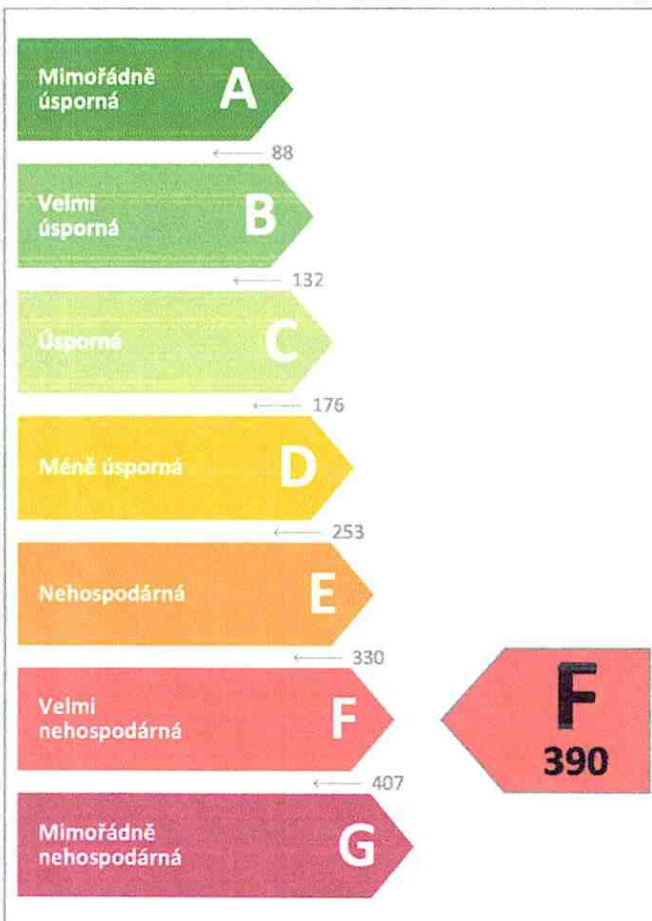 Mimořádně
úsporná
A
88
Velmi
úsporná
B
132
Úsporná
C
176
Méně úsporná
D
253
Nehospodárná
E
330
Velmi
nehospodárná
F
F
390
407
Mimořádně
nehospodárná
G